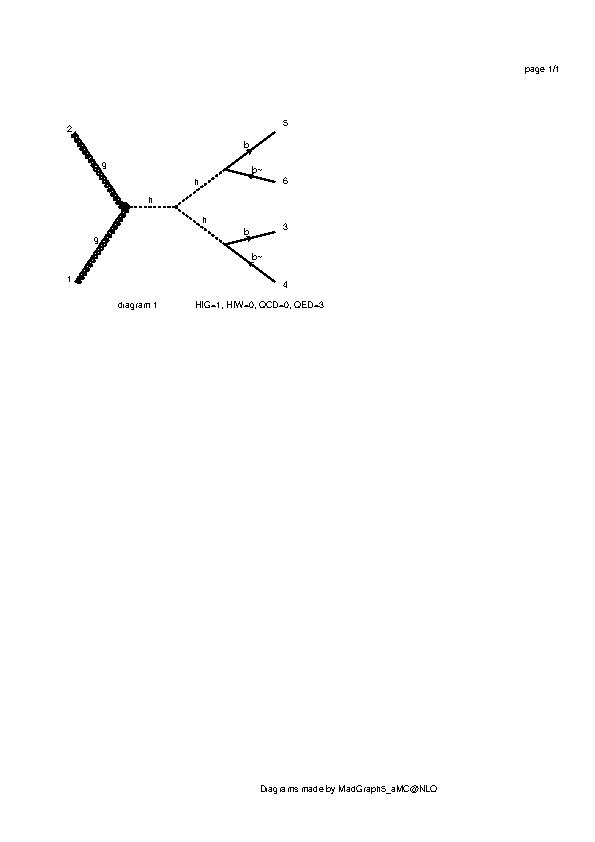 page 1/1
5
2
b
g
b~
6
h
h
3
h
b
g
b~
1
4
diagram 1
HIG=1, HIW=0, QCD=0, QED=3
Diagrams made by MadGraph5_aMC@NLO